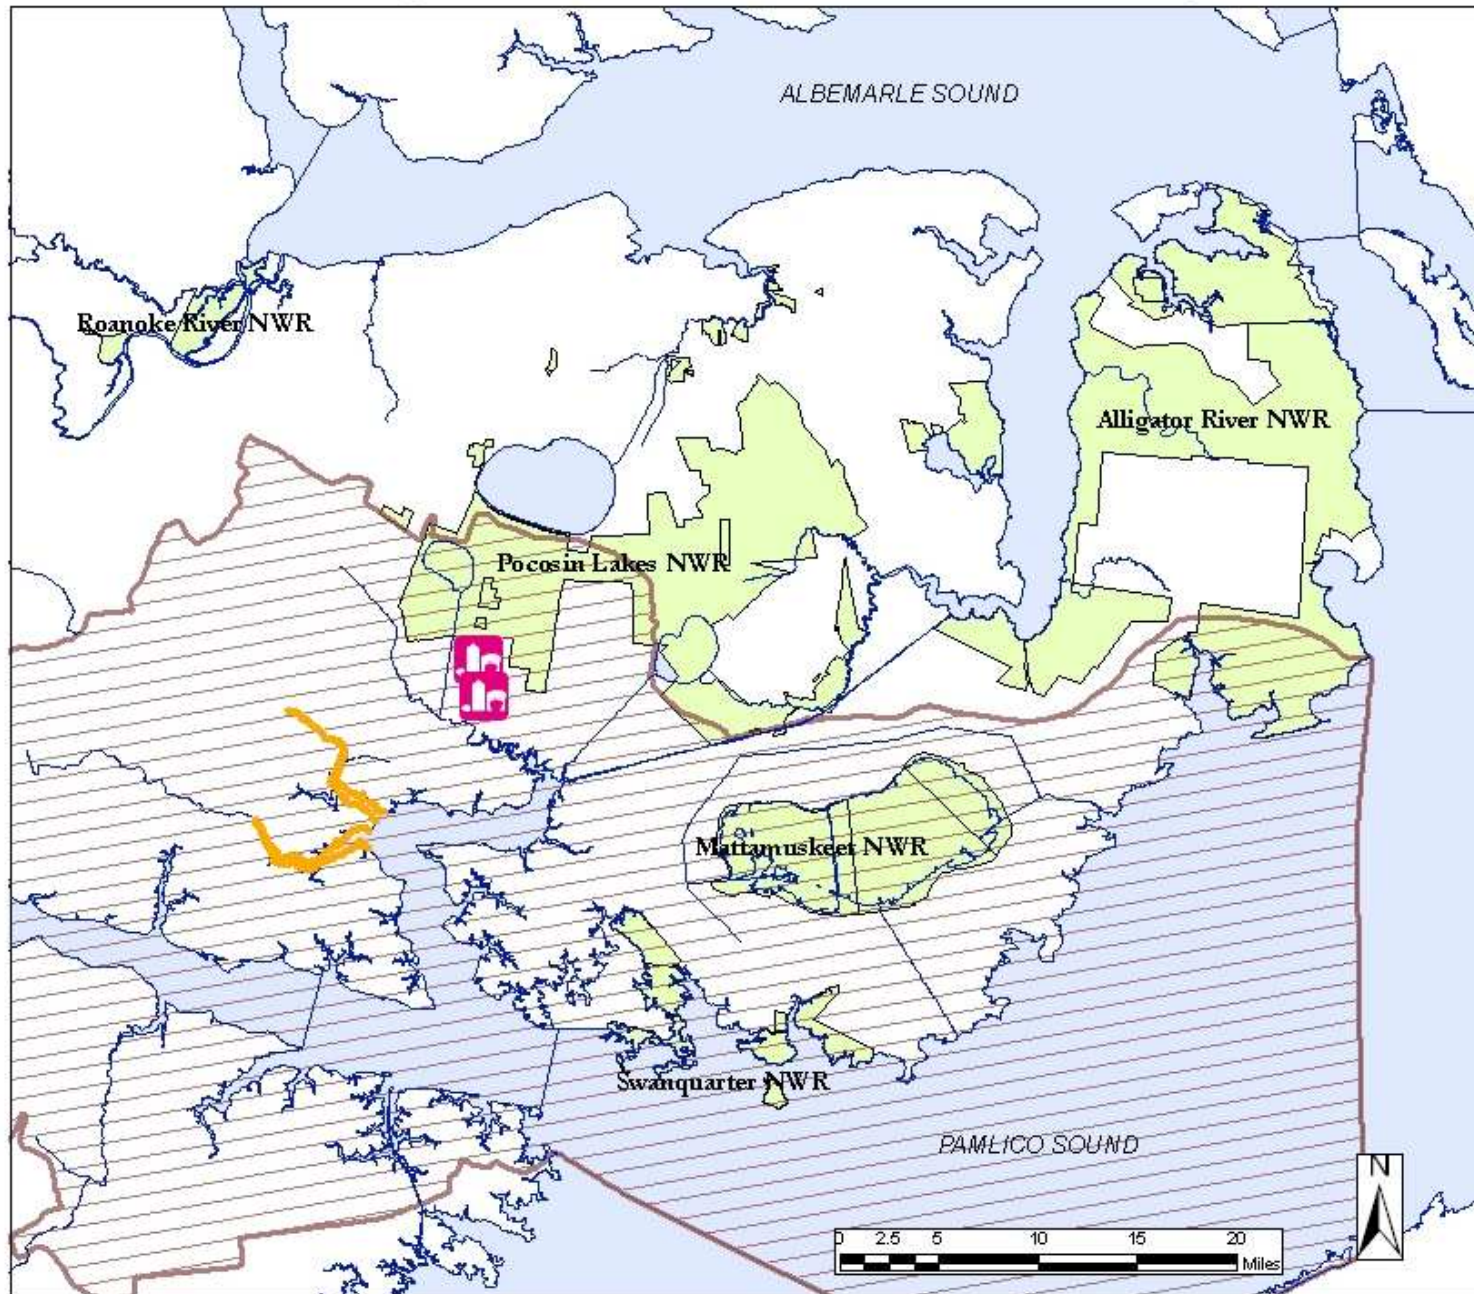 ALBEMARLE SOUND
Roanoke River NWR
Alligator River NWR
Pocosin Lakes NWR
Mattamuskeet NWR
Swanquarter NWR
PAMLICO SOUND
N
0 2.5 5 10 15 20
Miles